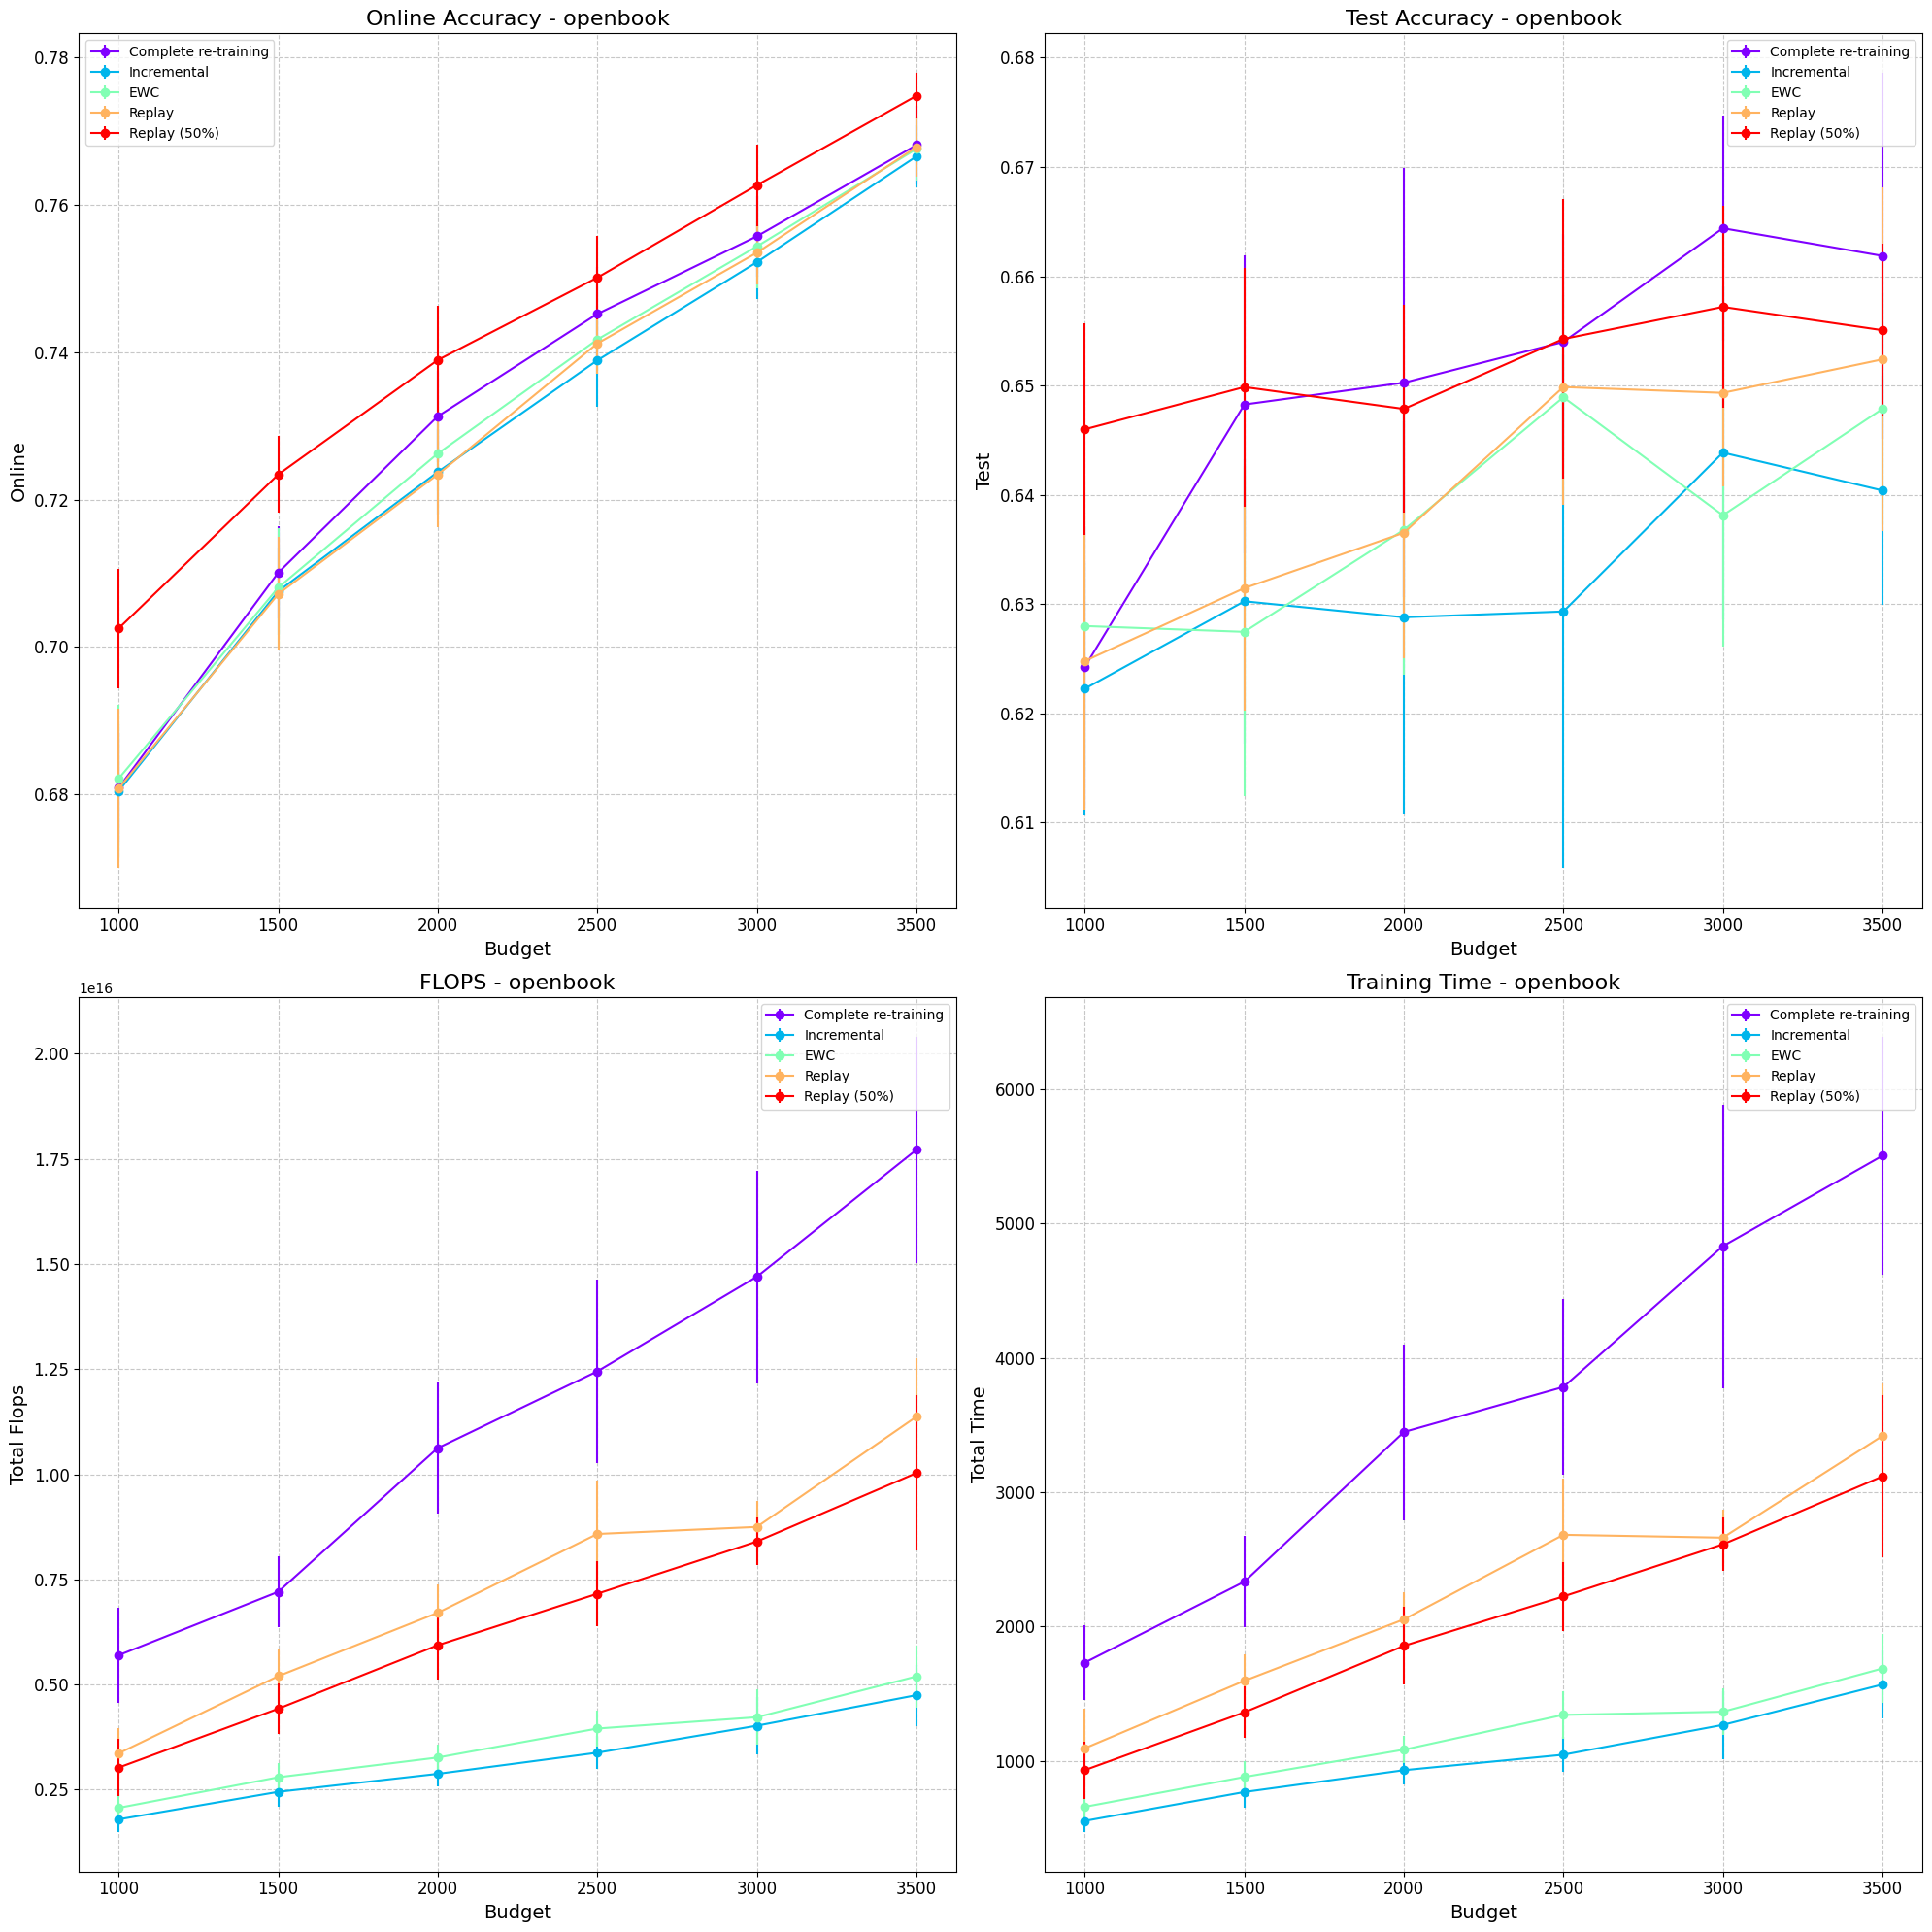 Online Accuracy - openbook
Complete re-training
Incremental
EWC
Replay
Replay (50%)
0.78
0.76
0.74
0.72
0.70
0.68
Online
1000 1500 2000 2500 3000 3500
Budget
Test Accuracy - openbook
Complete re-training
Incremental
EWC
Replay
Replay (50%)
0.68
0.67
0.66
0.65
0.64
0.63
0.62
0.61
Test
1000 1500 2000 2500 3000 3500
Budget
FLOPS - openbook
1e16
Complete re-training
Incremental
EWC
Replay
Replay (50%)
2.00
1.75
1.50
1.25
1.00
0.75
0.50
0.25
Total Flops
1000 1500 2000 2500 3000 3500
Budget
Training Time - openbook
Complete re-training
Incremental
EWC
Replay
Replay (50%)
6000
5000
4000
3000
2000
1000
Total Time
1000 1500 2000 2500 3000 3500
Budget